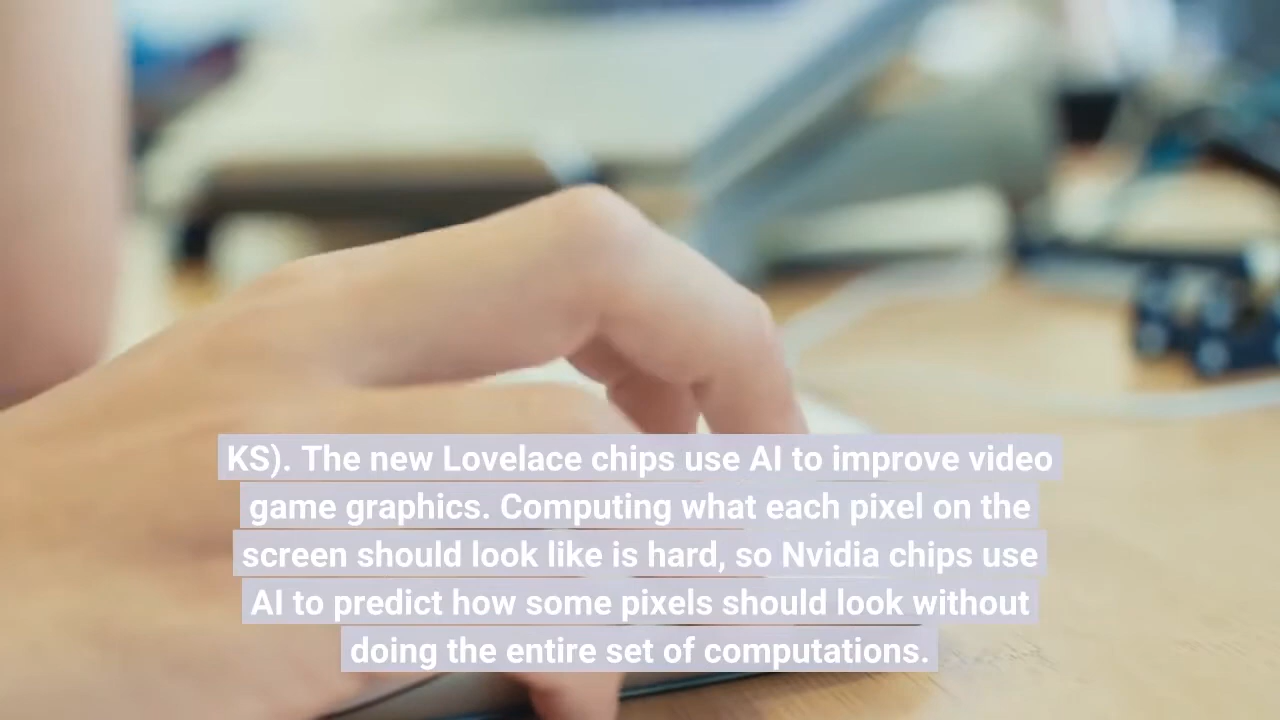 KS). The new Lovelace chips use AI to improve video
game graphics. Computing what each pixel on the
screen should look like is hard, so Nvidia chips use
AI to predict how some pixels should look without
doing the entire set of computations.